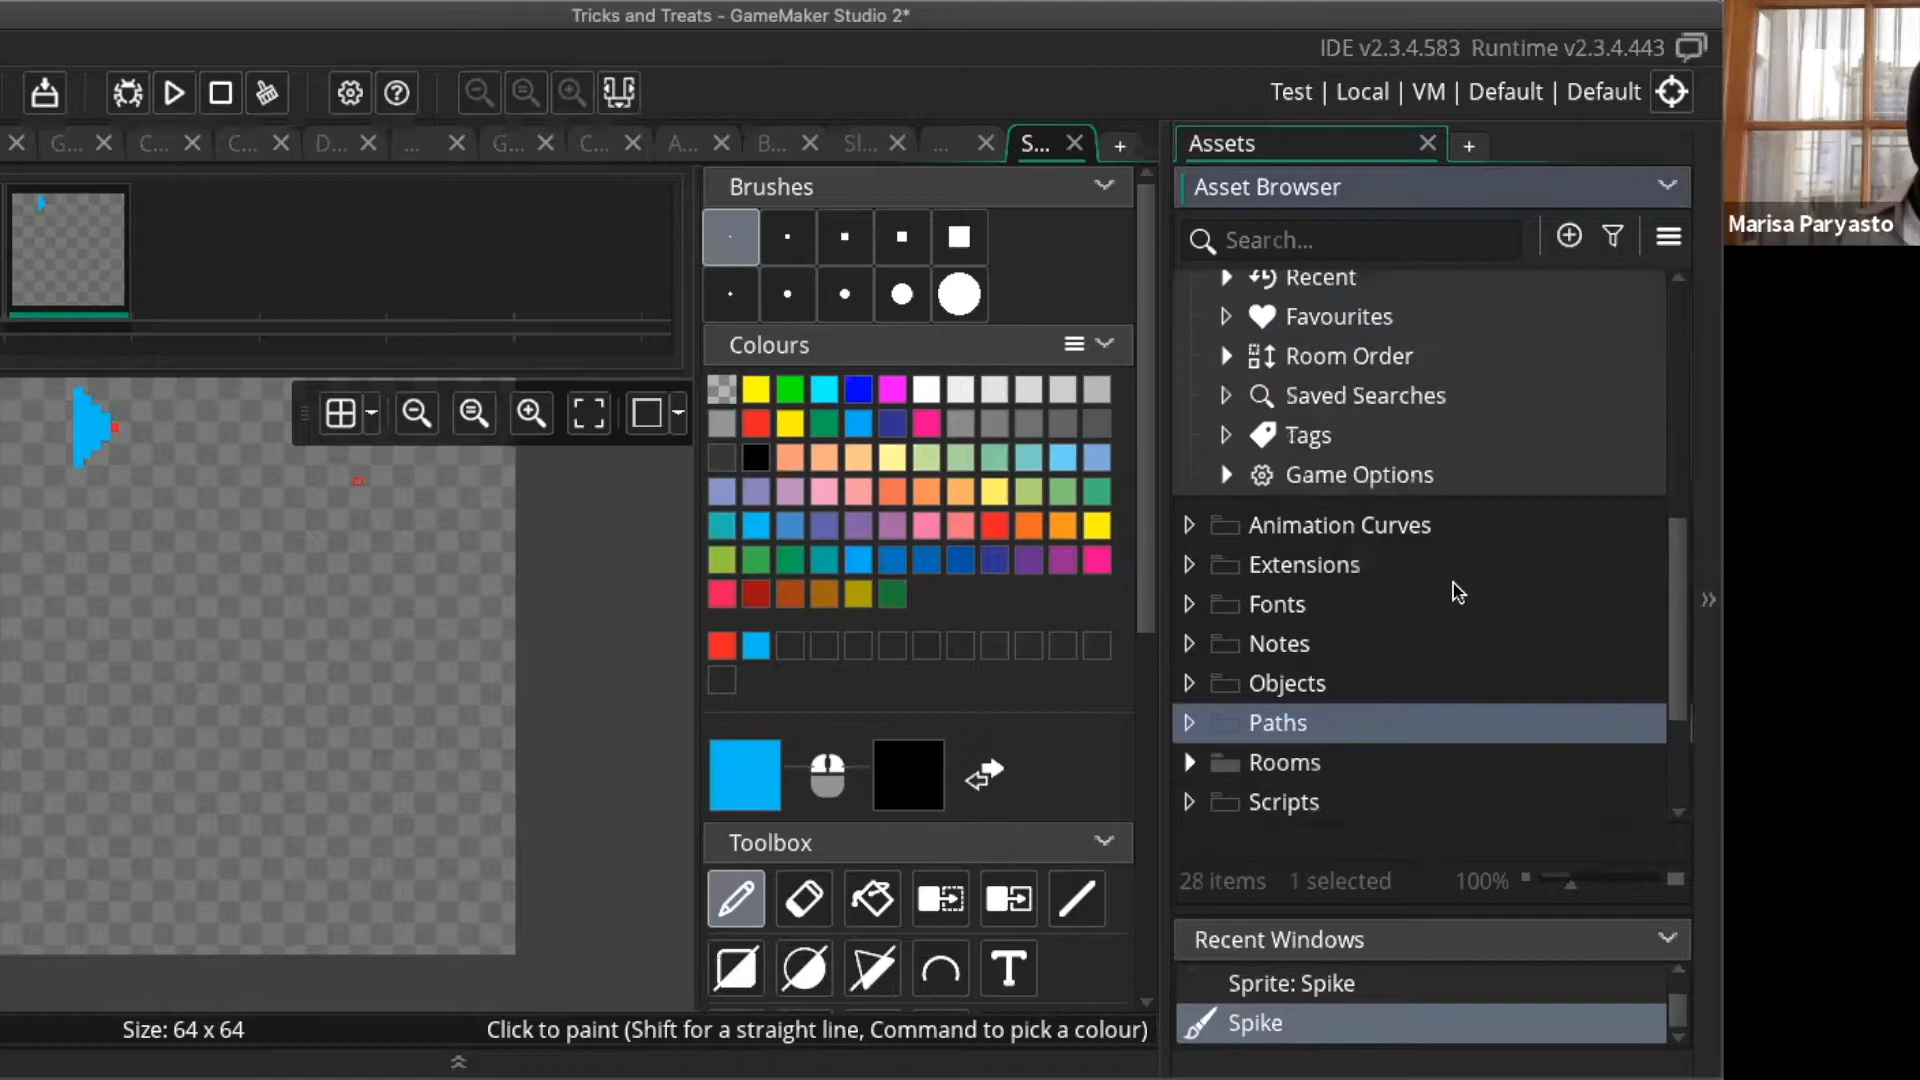 Tricks and Treats - GameMaker Studio 2*
IDE v2.3.4.583 Runtime v2.3.4.443
Test | Local | VM | Default | Default
G...
C...
C...
D...
...
G...
C...
A...
B...
Sl...
...
S...
Assets
Brushes
Asset Browser
Search...
Marisa Paryasto
Recent
Favourites
Colours
Room Order
Saved Searches
Tags
Game Options
Animation Curves
Extensions
Fonts
Notes
Objects
Paths
Rooms
Scripts
Toolbox
28 items 1 selected 100%
Recent Windows
Sprite: Spike
Spike
T
Size: 64 x 64
Click to paint (Shift for a straight line, Command to pick a colour)